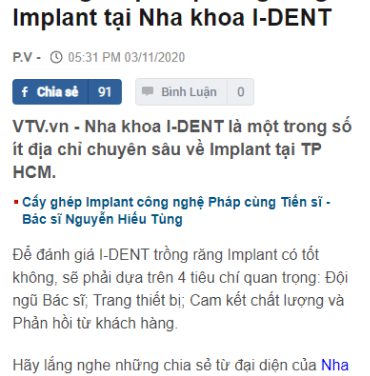 Implant tại Nha khoa I-DENT
P.V - 05:31 PM 03/11/2020
Chia sẻ 91 Bình Luận 0
VTV.vn - Nha khoa I-DENT là một trong số
ít địa chỉ chuyên sâu về Implant tại TP
HCM.
Cấy ghép Implant công nghệ Pháp cùng Tiến sĩ -
Bác sĩ Nguyễn Hiếu Tùng
Để đánh giá I-DENT trồng răng Implant có tốt
không, sẽ phải dựa trên 4 tiêu chí quan trọng: Đội
ngũ Bác sĩ; Trang thiết bị; Cam kết chất lượng và
Phản hồi từ khách hàng.
Hãy lắng nghe những chia sẻ từ đại diện của Nha